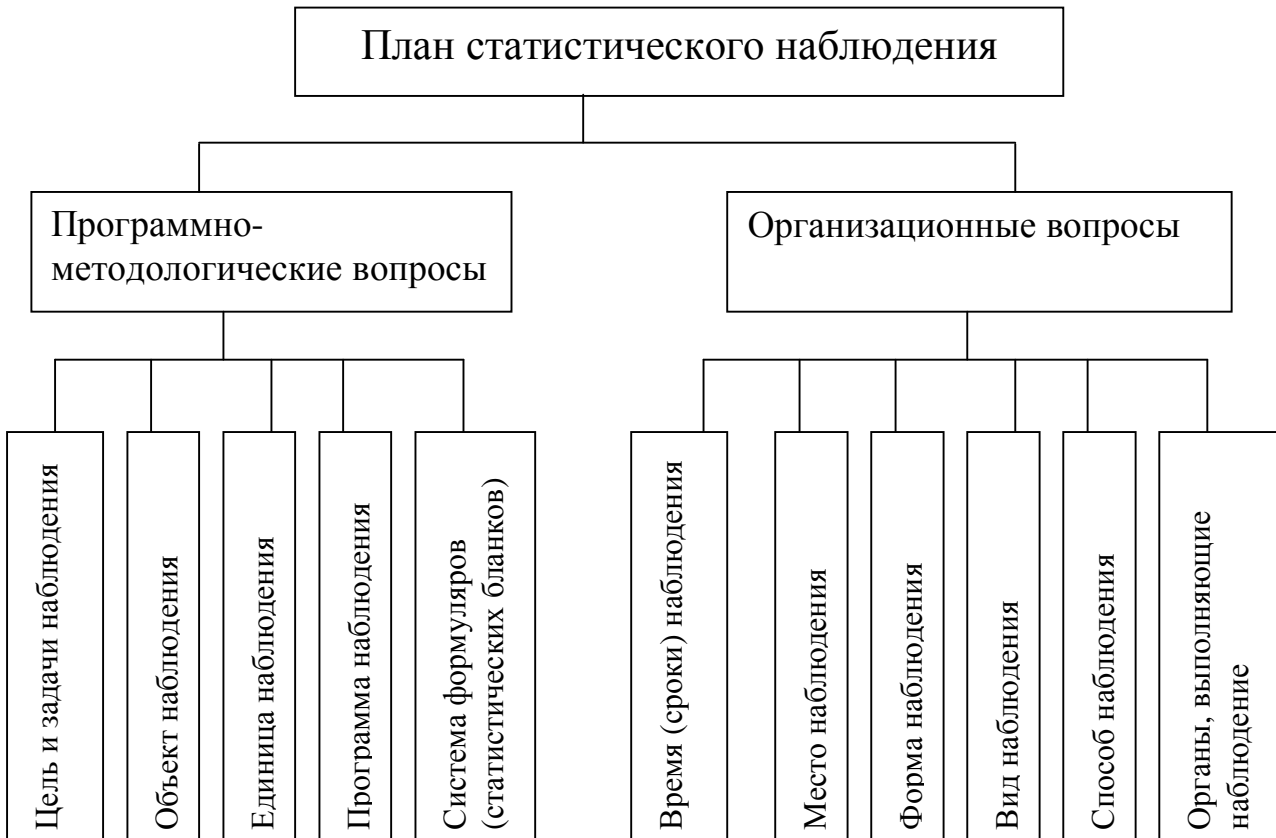 План статистического наблюдения
Программно-
методологические вопросы
Организационные вопросы
Цель и задачи наблюдения
Объект наблюдения
Единица наблюдения
Программа наблюдения
Система формуляров
(статистических бланков)
Время (сроки) наблюдения
Место наблюдения
Форма наблюдения
Вид наблюдения
Способ наблюдения
Органы, выполняющие
наблюдение